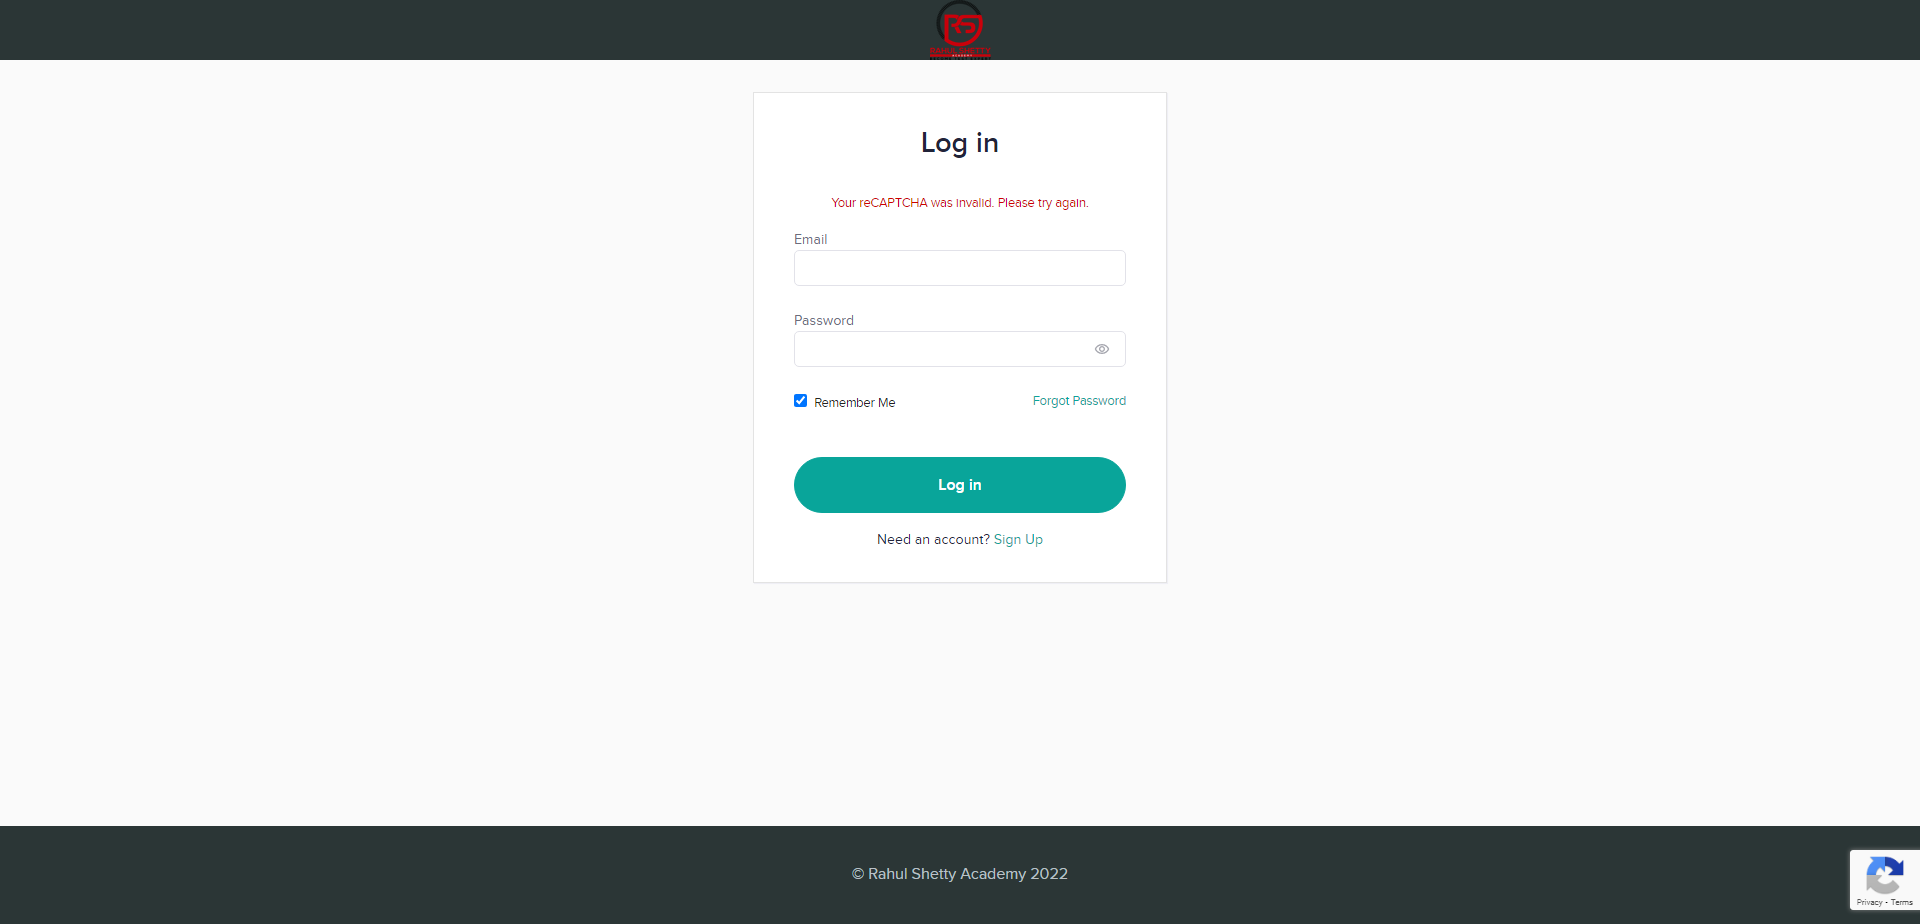 RS
RAHUL SHETTY
Log in
Your reCAPTCHA was invalid. Please try again.
Email
Password
Remember Me
Forgot Password
Log in
Need an account? Sign Up
© Rahul Shetty Academy 2022
Privacy - Terms